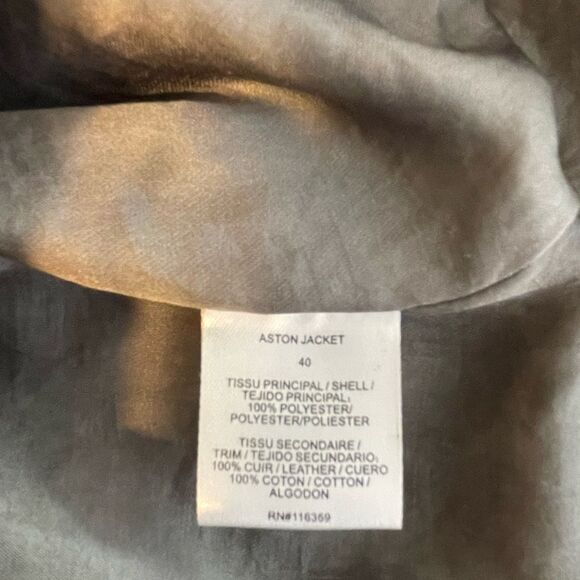 ASTON JACKET
40
TISSU PRINCIPAL / SHELL /
TEJIDO PRINCIPAL:
100% POLYESTER/
POLYESTER/POLIESTER
TISSU SECONDAIRE /
TRIM / TEJIDO SECUNDARIO:
100% CUIR / LEATHER / CUERO
100% COTON / COTTON /
ALGODON
RN#116369